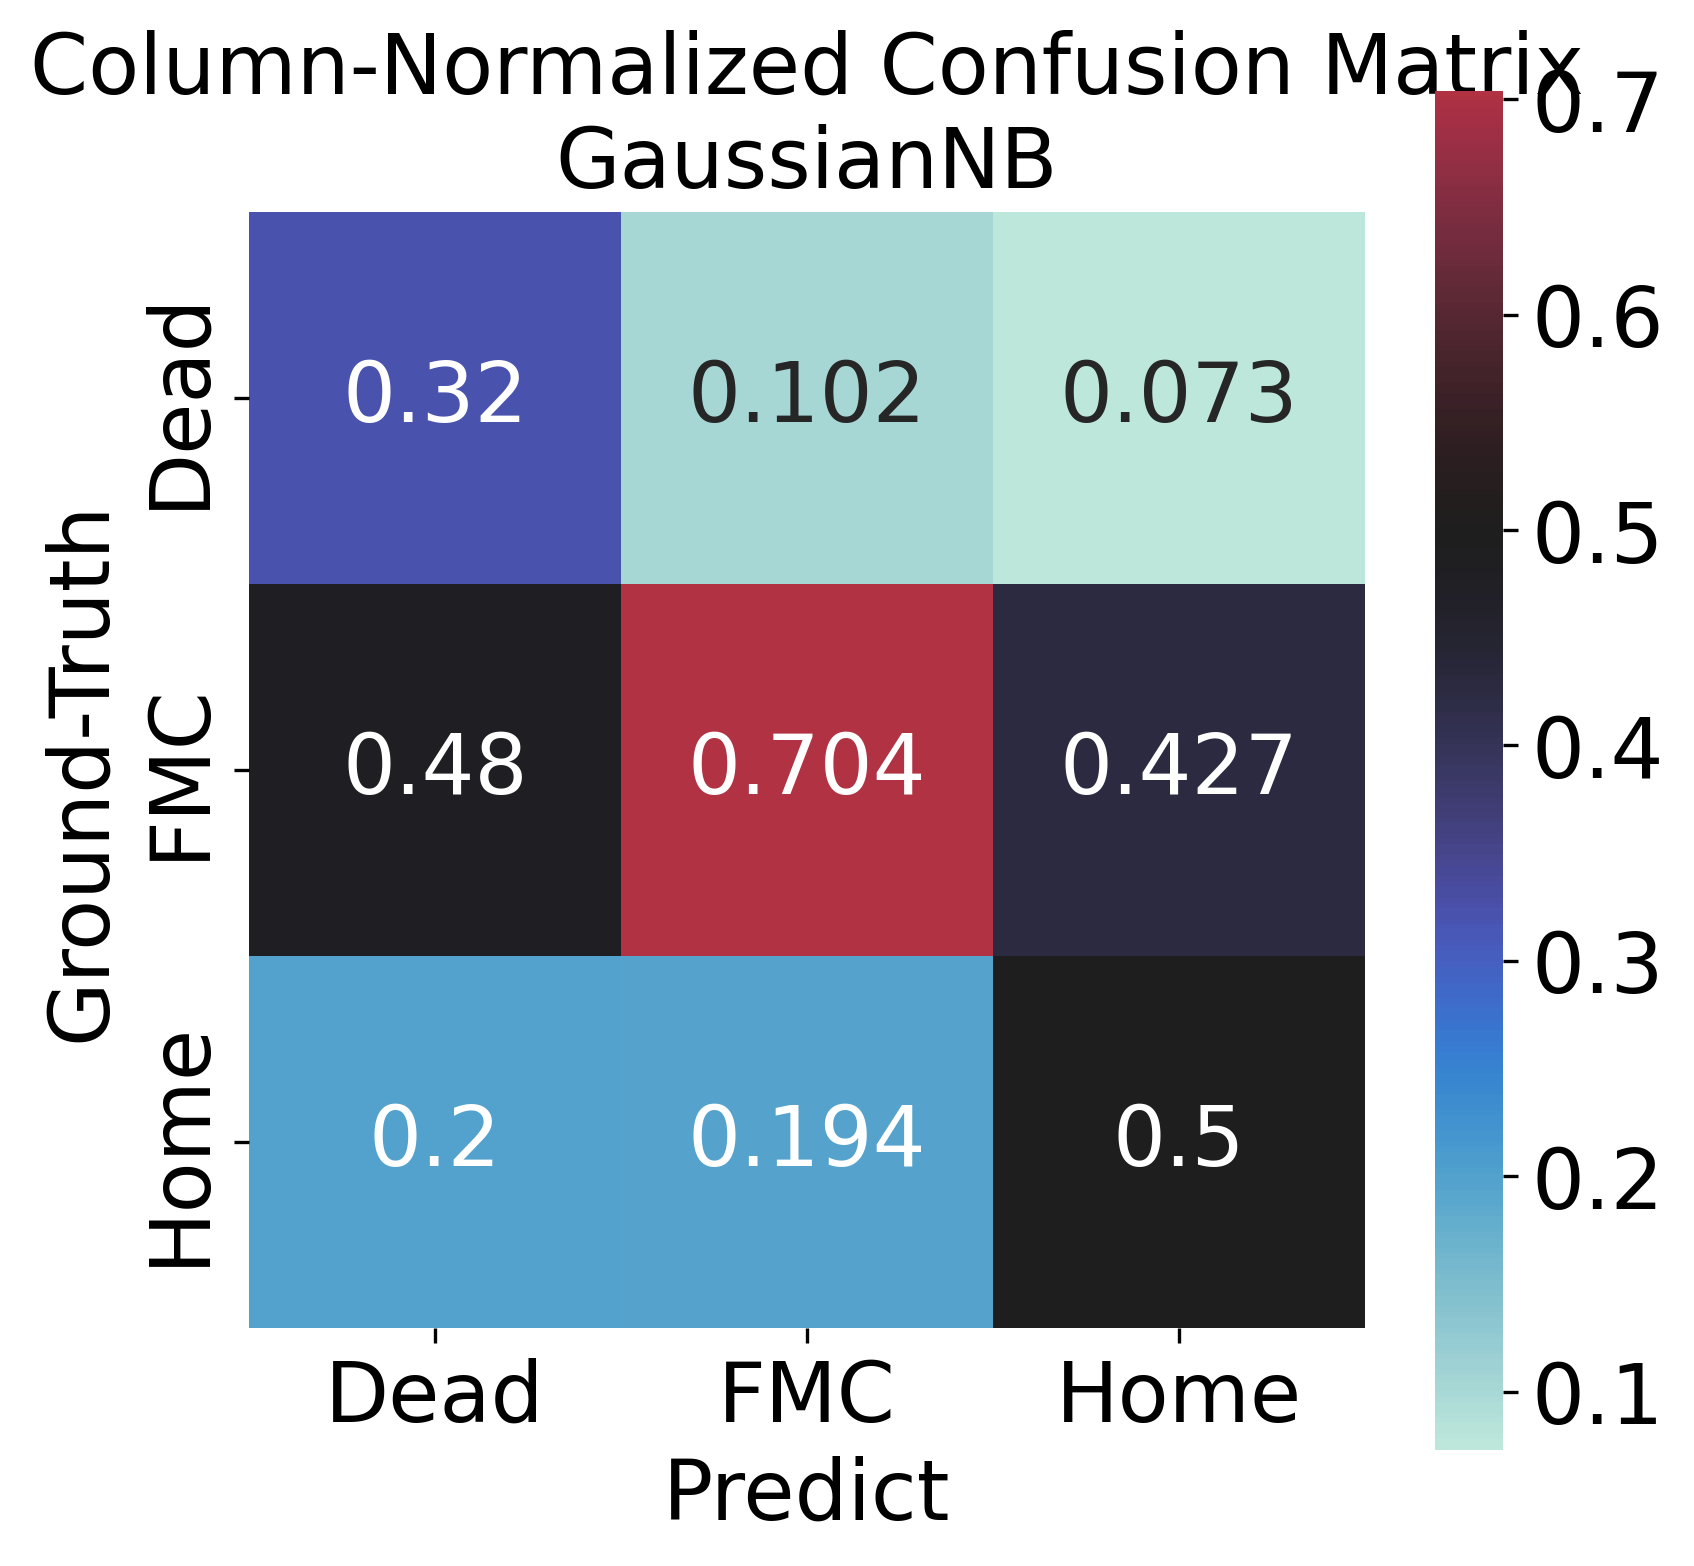 Column-Normalized Confusion Matrix
GaussianNB
Ground-Truth
Dead
0.32 0.102 0.073
FMC
0.48 0.704 0.427
Home
0.2 0.194 0.5
Dead FMC Home
Predict
0.7
0.6
0.5
0.4
0.3
0.2
0.1